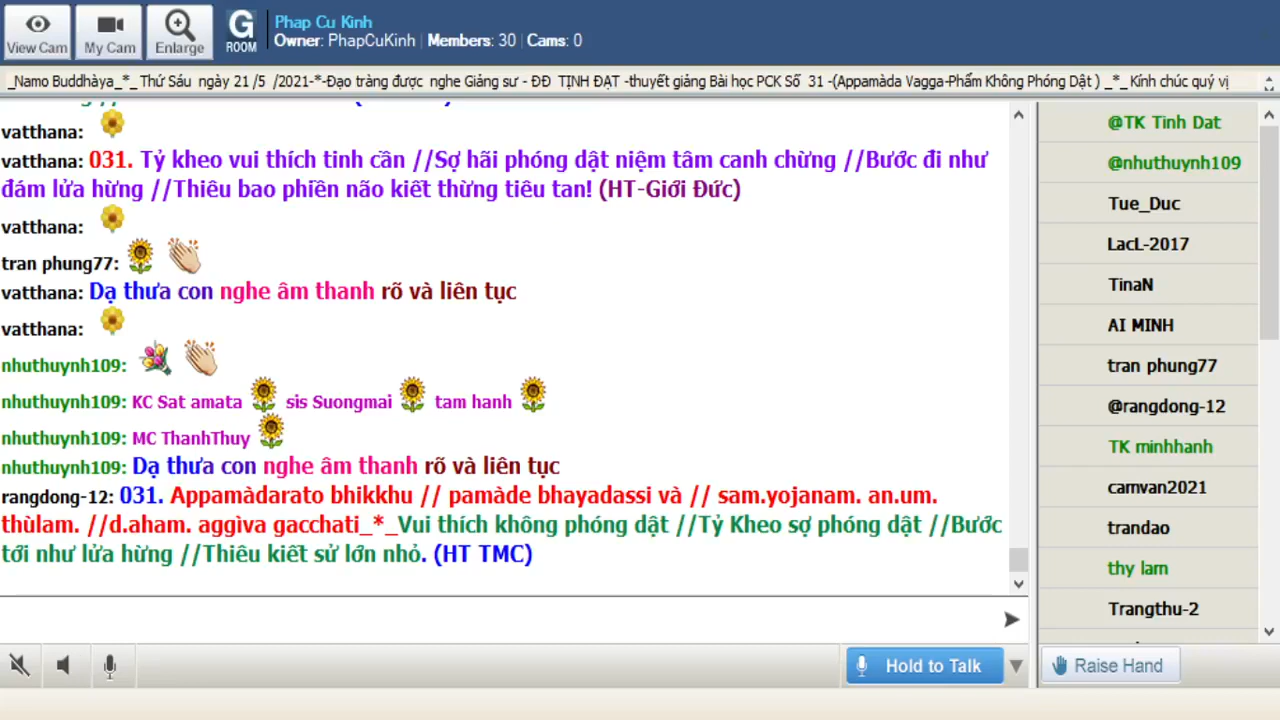 Phap Cu Kinh
View Cam My Cam Enlarge G ROOM Owner: PhapCuKinh Members: 30 Cams: 0
_Namo Buddhàya_*_ Thứ Sáu ngày 21 /5 /2021-*-Đạo tràng được nghe Giảng sư - ĐĐ TỊNH ĐẠT -thuyết giảng Bài học PCK Số 31 -(Appamàda Vagga-Phẩm Không Phóng Dật ) _*_ Kính chúc quý vị
vatthana:
vatthana: 031. Tỷ kheo vui thích tinh cần //Sợ hãi phóng dật niệm tâm canh chừng //Bước đi như
đám lửa hừng //Thiêu bao phiền não kiết thừng tiêu tan! (HT-Giới Đức)
vatthana:
tran phung77:
vatthana: Dạ thưa con nghe âm thanh rõ và liên tục
vatthana:
nhuthuynh109:
nhuthuynh109: KC Sat amata sis Suongmai tam hanh
nhuthuynh109: MC ThanhThuy
nhuthuynh109: Dạ thưa con nghe âm thanh rõ và liên tục
rangdong-12: 031. Appamàdarato bhikkhu // pamàde bhayadassi và // sam.yojanam. an.um.
thùlam. //d.aham. aggìva gacchati_*_Vui thích không phóng dật //Tỷ Kheo sợ phóng dật //Bước
tới như lửa hừng //Thiêu kiết sử lớn nhỏ. (HT TMC)
@TK Tinh Dat
@nhuthuynh109
Tue_Duc
LacL-2017
TinaN
AI MINH
tran phung77
@rangdong-12
TK minhhanh
camvan2021
trandao
thy lam
Trangthu-2
Hold to Talk
Raise Hand